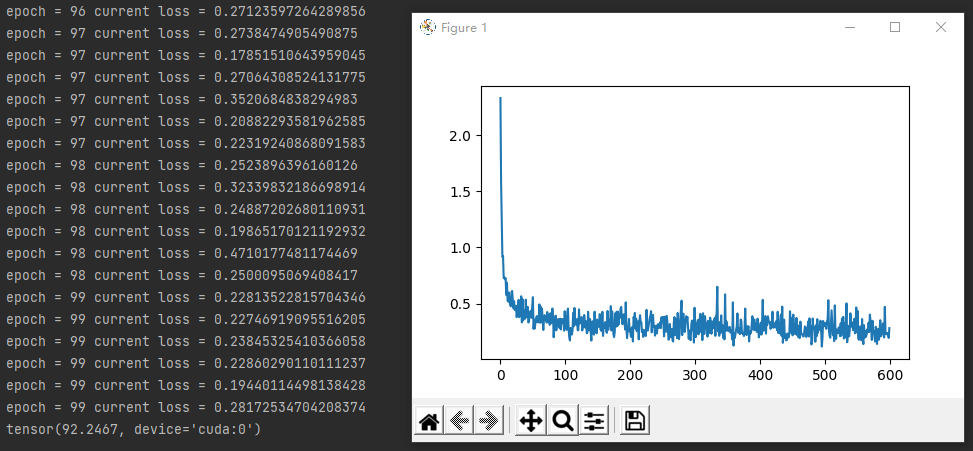 epoch = 96 current loss = 0.27123597264289856
epoch = 97 current loss = 0.2738474905490875
epoch = 97 current loss = 0.17851510643959045
epoch = 97 current loss = 0.27064308524131775
epoch = 97 current loss = 0.3520684838294983
epoch = 97 current loss = 0.20882293581962585
epoch = 97 current loss = 0.22319240868091583
epoch = 98 current loss = 0.2523896396160126
epoch = 98 current loss = 0.32339832186698914
epoch = 98 current loss = 0.24887202680110931
epoch = 98 current loss = 0.19865170121192932
epoch = 98 current loss = 0.4710177481174469
epoch = 98 current loss = 0.2500095069408417
epoch = 99 current loss = 0.22813522815704346
epoch = 99 current loss = 0.22746919095516205
epoch = 99 current loss = 0.23845325410366058
epoch = 99 current loss = 0.22860290110111237
epoch = 99 current loss = 0.19440114498138428
epoch = 99 current loss = 0.28172534704208374
tensor(92.2467, device='cuda:0')
Figure 1
2.0
1.5
1.0
0.5
0 100 200 300 400 500 600